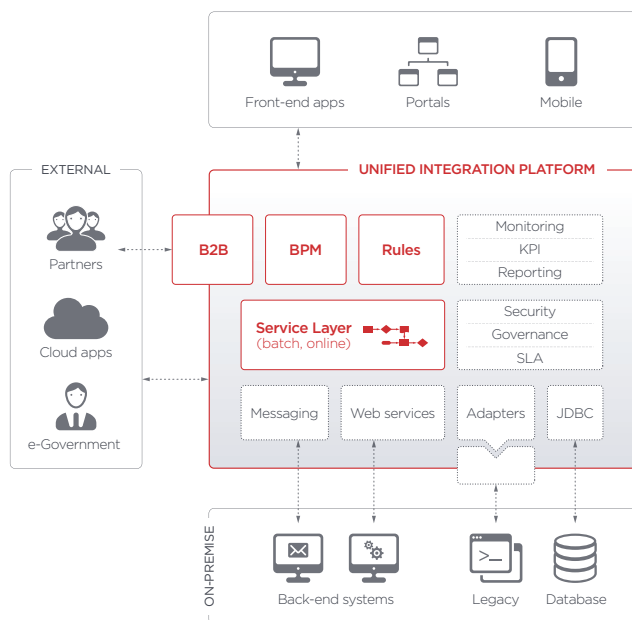 Front-end apps
Portals
Mobile
EXTERNAL
UNIFIED INTEGRATION PLATFORM
Partners
Cloud apps
e-Government
B2B
BPM
Rules
Monitoring
KPI
Reporting
Service Layer
(batch, online)
Security
Governance
SLA
Messaging
Web services
Adapters
JDBC
ON-PREMISE
>_
Back-end systems
Legacy
Database